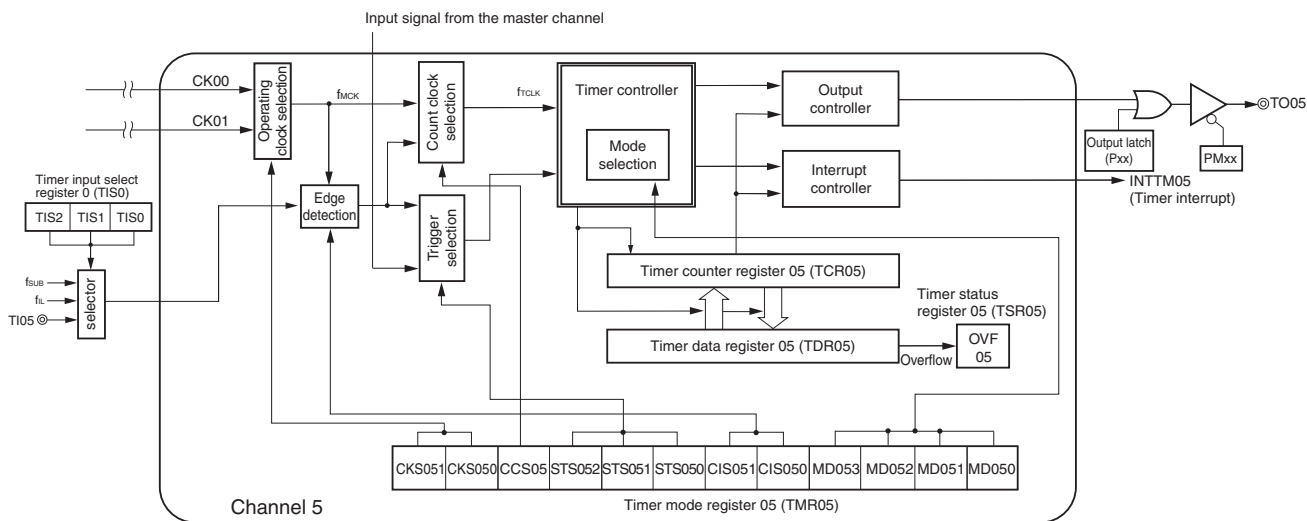 Input signal from the master channel
CK00
CK01
Operating
clock selection
fMCK
Count clock
selection
fTCLK
Timer controller
Mode
selection
Output
controller
Interrupt
controller
Output latch
(Pxx)
PMxx
TO05
INTTM05
(Timer interrupt)
Timer input select
register 0 (TIS0)
TIS2 TIS1 TIS0
Edge
detection
Trigger
selection
fSUB
fIL
TI05
selector
Timer counter register 05 (TCR05)
Timer status
register 05 (TSR05)
Timer data register 05 (TDR05)
Overflow
OVF
05
CKS051 CKS050 CCS05 STS052 STS051 STS050 CIS051 CIS050 MD053 MD052 MD051 MD050
Channel 5
Timer mode register 05 (TMR05)